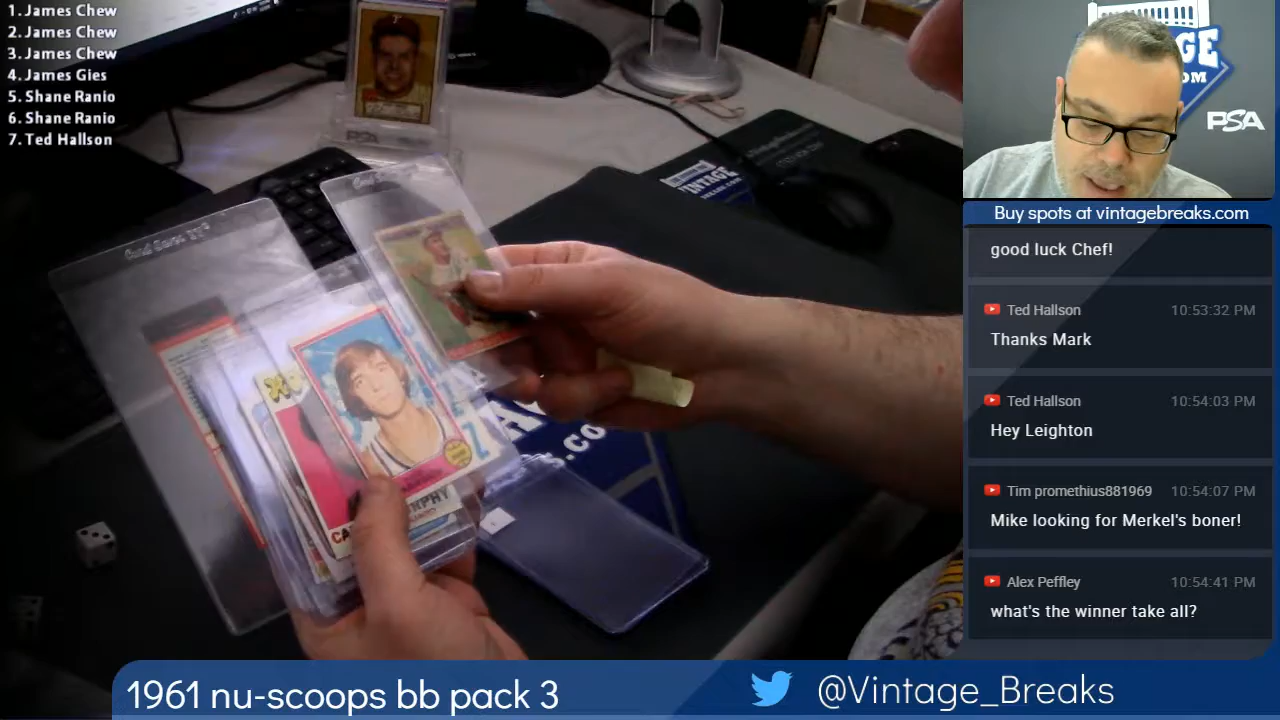 1. James Chew
2. James Chew
3. James Chew
4. James Gies
5. Shane Ranio
6. Shane Ranio
7. Ted Hallson
PSA
Buy spots at vintagebreaks.com
good luck Chef!
Ted Hallson 10:53:32 PM
Thanks Mark
Ted Hallson 10:54:03 PM
Hey Leighton
Tim promethius881969 10:54:07 PM
Mike looking for Merkel's boner!
Alex Peffley 10:54:41 PM
what's the winner take all?
1961 nu-scoops bb pack 3
@Vintage_Breaks